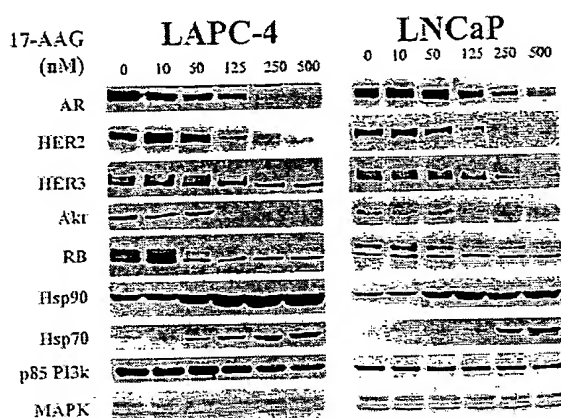 17-AAG LAPC-4 LNCaP
(nM) 0 10 50 125 250 500 0 10 50 125 250 500
AR
HER2
HER3
Akt
RB
Hsp90
Hsp70
p85 PI3k
MAPK